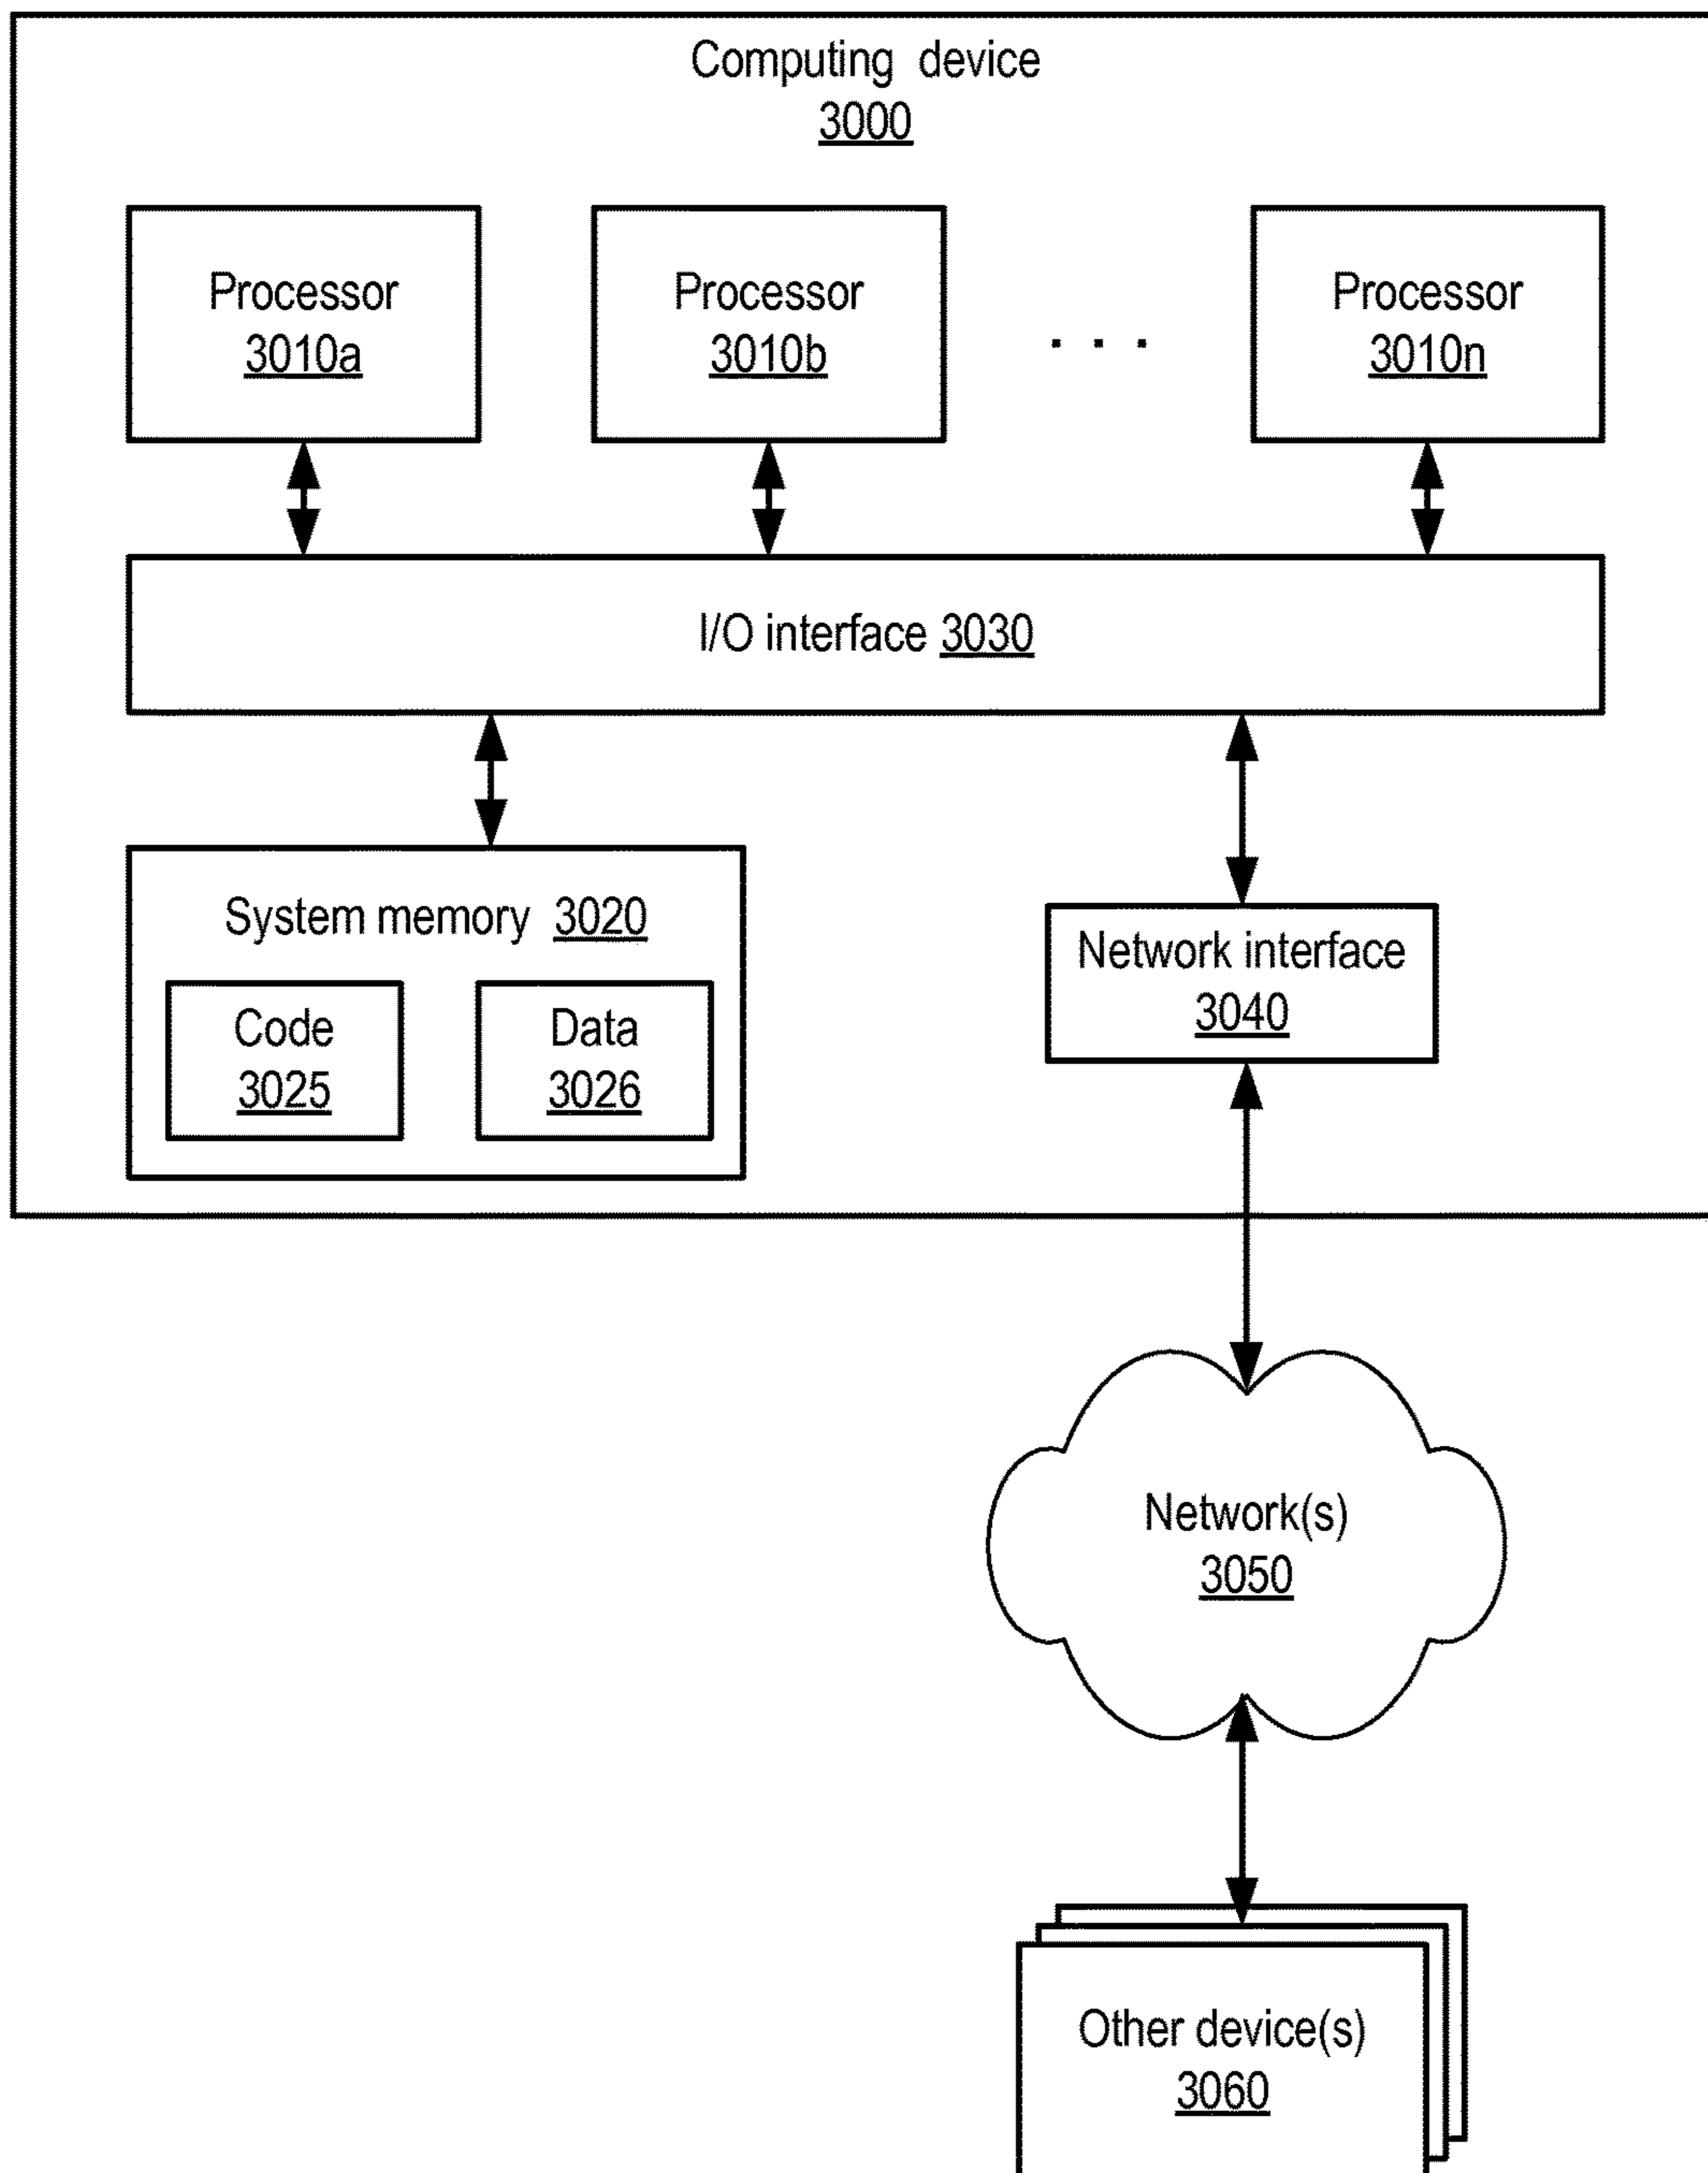 Computing device
3000
Processor
3010a
Processor
3010b
. . .
Processor
3010n
I/O interface 3030
System memory 3020
Code
3025
Data
3026
Network interface
3040
Network(s)
3050
Other device(s)
3060